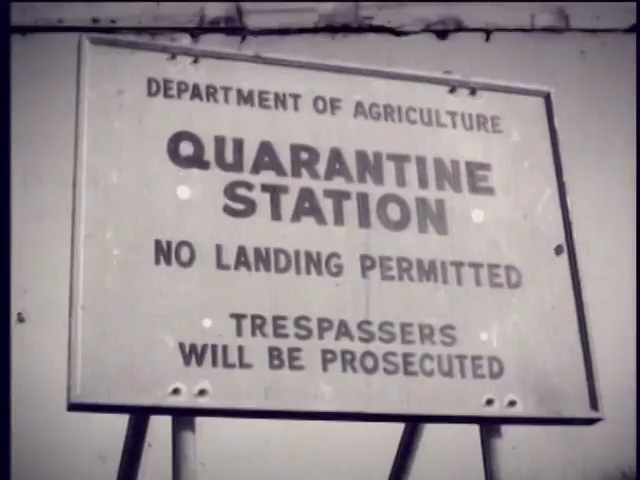 DEPARTMENT OF AGRICULTURE
QUARANTINE
STATION
NO LANDING PERMITTED
TRESPASSERS
WILL BE PROSECUTED